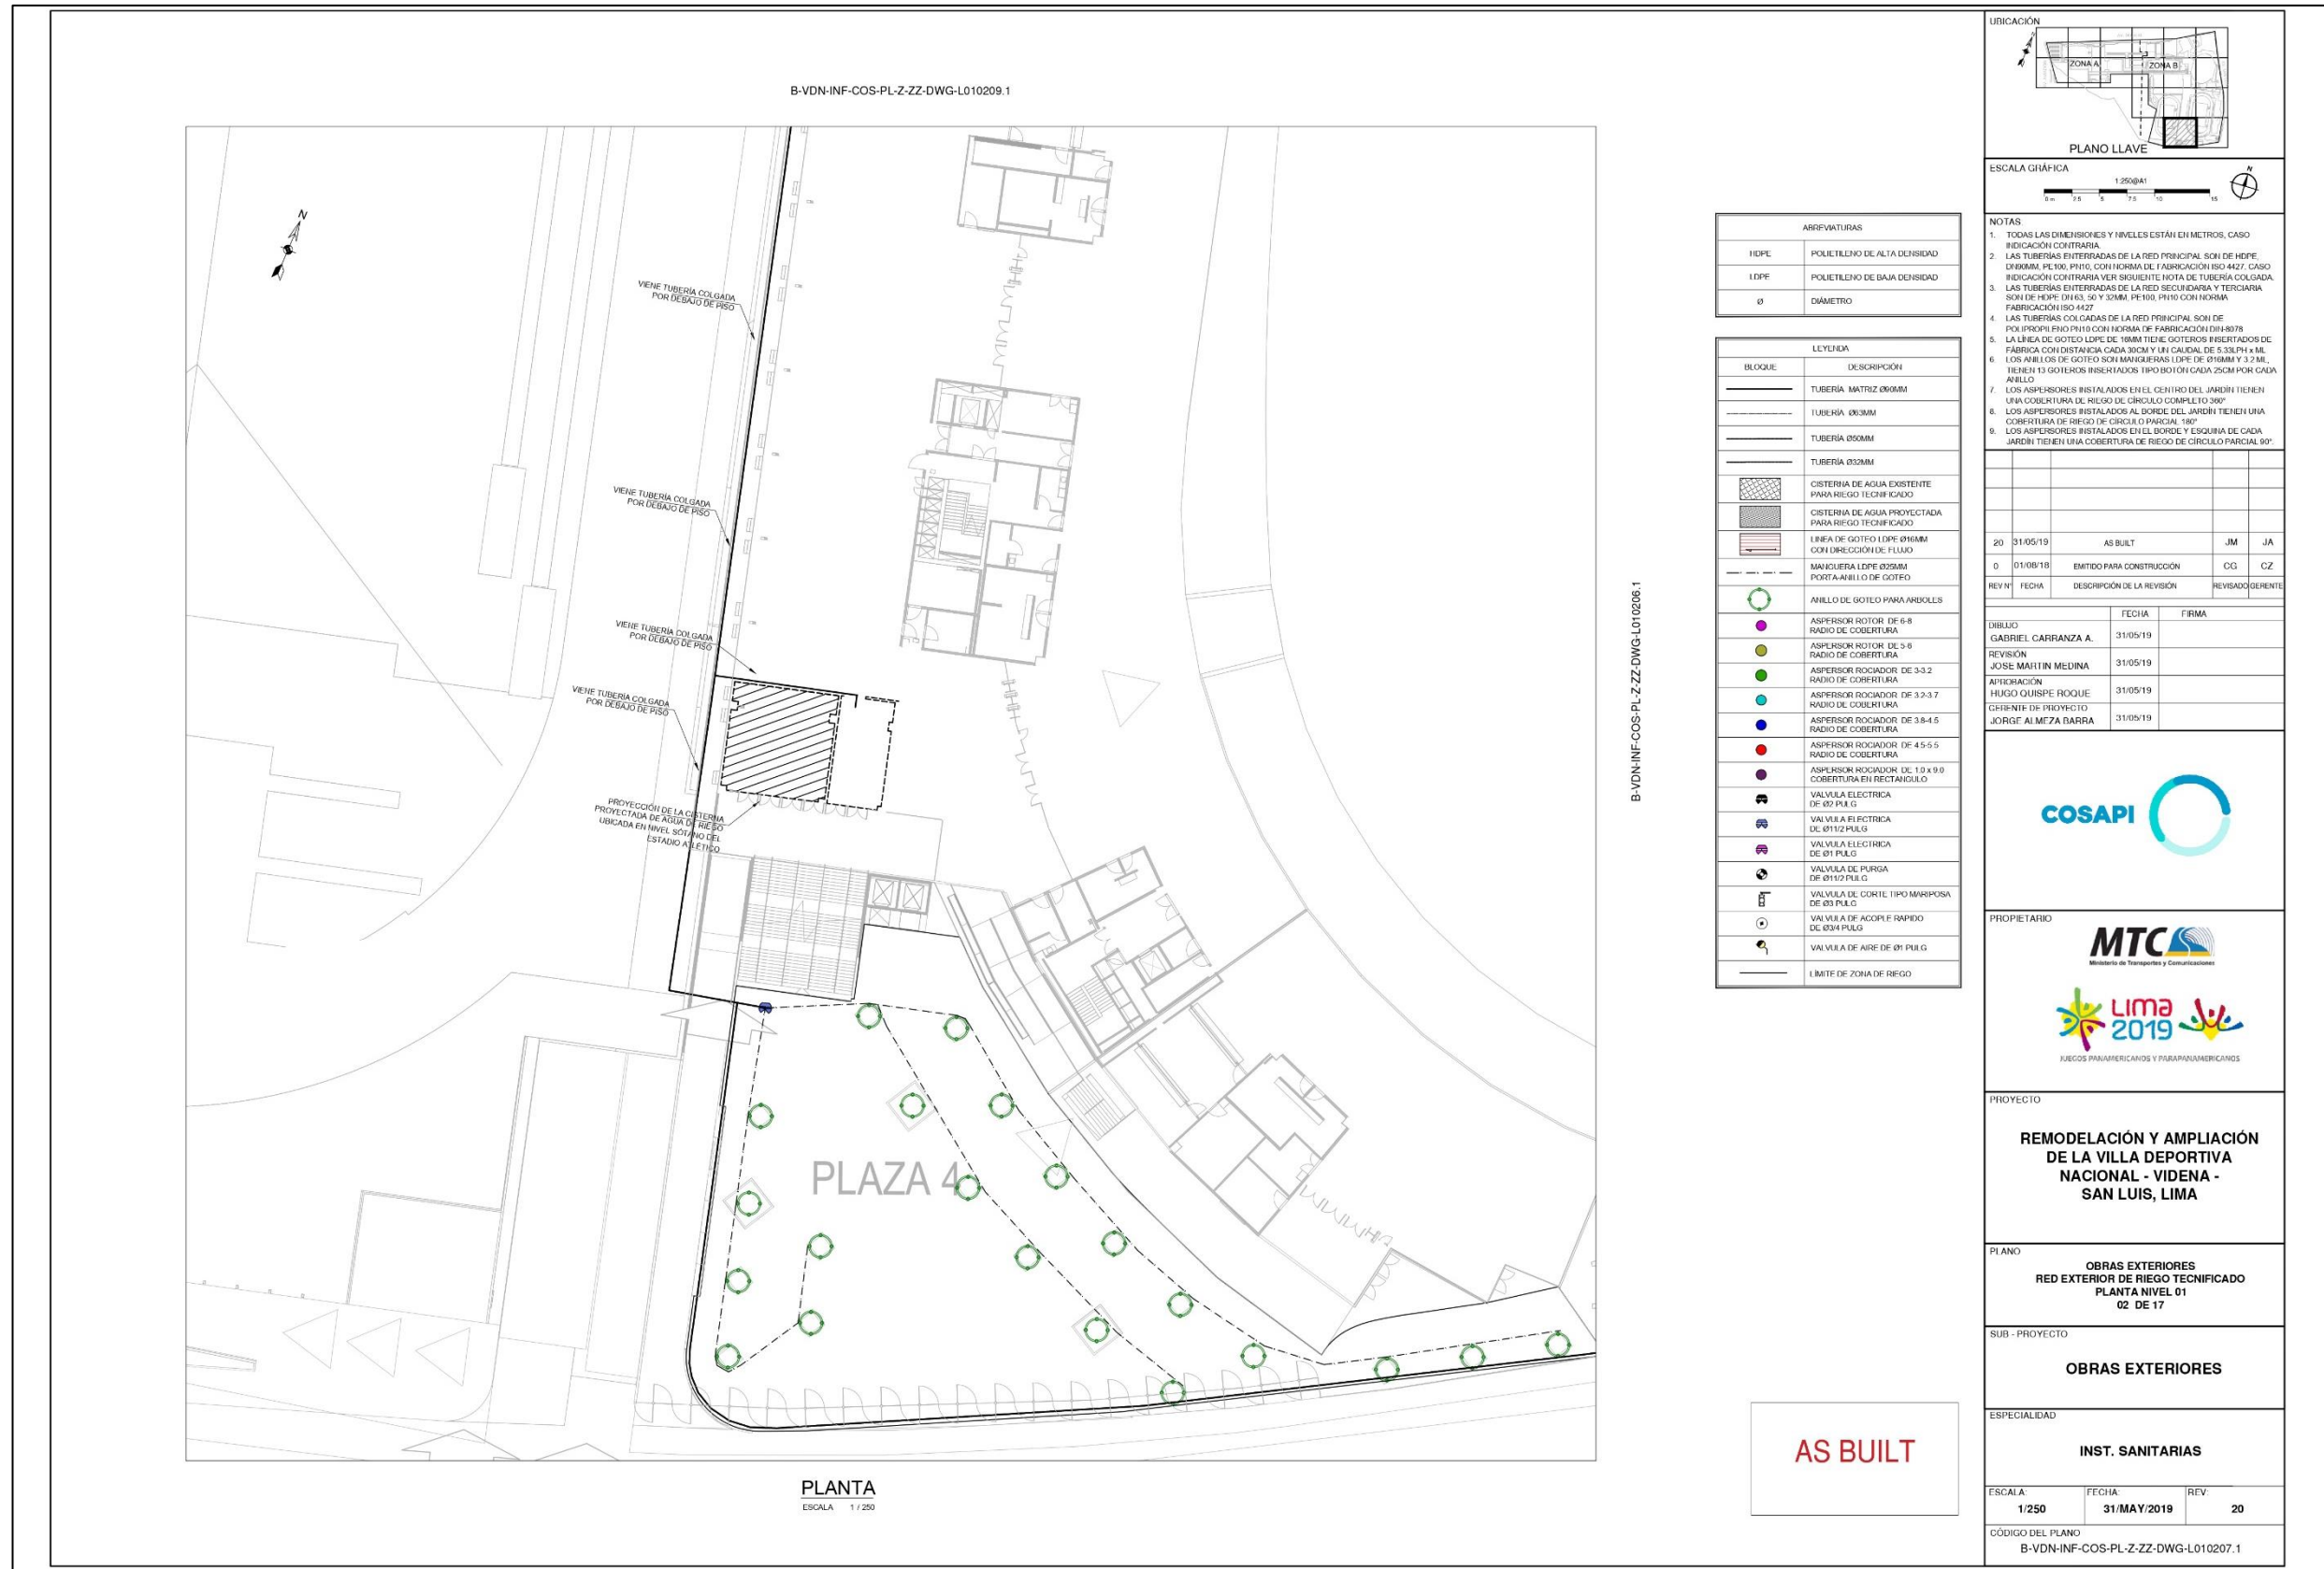 B-VDN-INF-COS-PL-Z-ZZ-DWG-L010209.1
N
VIENE TUBERÍA COLGADA
POR DEBAJO DE PISO
VIENE TUBERÍA COLGADA
POR DEBAJO DE PISO
VIENE TUBERÍA COLGADA
POR DEBAJO DE PISO
VIENE TUBERÍA COLGADA
POR DEBAJO DE PISO
PROYECCIÓN DE LA CISTERNA
PROYECTADA DE AGUA DE RIEGO
UBICADA EN NIVEL SÓTANO DEL
ESTADIO ATLÉTICO
PLAZA 4
PLANTA
ESCALA 1 / 250
B-VDN-INF-COS-PL-Z-ZZ-DWG-L010206.1
ABREVIATURAS
HDPE POLIETILENO DE ALTA DENSIDAD
LDPE POLIETILENO DE BAJA DENSIDAD
Ø DIÁMETRO
LEYENDA
BLOQUE DESCRIPCIÓN
TUBERÍA MATRIZ Ø90MM
TUBERÍA Ø63MM
TUBERÍA Ø50MM
TUBERÍA Ø32MM
CISTERNA DE AGUA EXISTENTE
PARA RIEGO TECNIFICADO
CISTERNA DE AGUA PROYECTADA
PARA RIEGO TECNIFICADO
LINEA DE GOTEO LDPE Ø16MM
CON DIRECCIÓN DE FLUJO
MANGUERA LDPE Ø25MM
PORTA-ANILLO DE GOTEO
ANILLO DE GOTEO PARA ARBOLES
ASPERSOR ROTOR DE 6-8
RADIO DE COBERTURA
ASPERSOR ROTOR DE 5-6
RADIO DE COBERTURA
ASPERSOR ROCIADOR DE 3-3.2
RADIO DE COBERTURA
ASPERSOR ROCIADOR DE 3.2-3.7
RADIO DE COBERTURA
ASPERSOR ROCIADOR DE 3.8-4.5
RADIO DE COBERTURA
ASPERSOR ROCIADOR DE 4.5-5.5
RADIO DE COBERTURA
ASPERSOR ROCIADOR DE 1.0 x 9.0
COBERTURA EN RECTANGULO
VALVULA ELECTRICA
DE Ø2 PULG
VALVULA ELECTRICA
DE Ø11/2 PULG
VALVULA ELECTRICA
DE Ø1 PULG
VALVULA DE PURGA
DE Ø11/2 PULG
VALVULA DE CORTE TIPO MARIPOSA
DE Ø3 PULG
VALVULA DE ACOPLE RAPIDO
DE Ø3/4 PULG
VALVULA DE AIRE DE Ø1 PULG
LÍMITE DE ZONA DE RIEGO
AS BUILT
UBICACIÓN
ZONA A ZONA B
PLANO LLAVE
ESCALA GRÁFICA
1:250@A1
N
0 m 2.5 5 7.5 10 15
NOTAS
1. TODAS LAS DIMENSIONES Y NIVELES ESTÁN EN METROS, CASO
INDICACIÓN CONTRARIA.
2. LAS TUBERÍAS ENTERRADAS DE LA RED PRINCIPAL SON DE HDPE,
DN90MM, PE100, PN10, CON NORMA DE FABRICACIÓN ISO 4427. CASO
INDICACIÓN CONTRARIA VER SIGUIENTE NOTA DE TUBERÍA COLGADA.
3. LAS TUBERÍAS ENTERRADAS DE LA RED SECUNDARIA Y TERCIARIA
SON DE HDPE DN 63, 50 Y 32MM, PE100, PN10 CON NORMA
FABRICACIÓN ISO 4427
4. LAS TUBERÍAS COLGADAS DE LA RED PRINCIPAL SON DE
POLIPROPILENO PN10 CON NORMA DE FABRICACIÓN DIN-8078
5. LA LÍNEA DE GOTEO LDPE DE 16MM TIENE GOTEROS INSERTADOS DE
FÁBRICA CON DISTANCIA CADA 30CM Y UN CAUDAL DE 5.33LPH x ML
6. LOS ANILLOS DE GOTEO SON MANGUERAS LDPE DE Ø16MM Y 3.2 ML,
TIENEN 13 GOTEROS INSERTADOS TIPO BOTÓN CADA 25CM POR CADA
ANILLO
7. LOS ASPERSORES INSTALADOS EN EL CENTRO DEL JARDÍN TIENEN
UNA COBERTURA DE RIEGO DE CÍRCULO COMPLETO 360°
8. LOS ASPERSORES INSTALADOS AL BORDE DEL JARDÍN TIENEN UNA
COBERTURA DE RIEGO DE CÍRCULO PARCIAL 180°
9. LOS ASPERSORES INSTALADOS EN EL BORDE Y ESQUINA DE CADA
JARDÍN TIENEN UNA COBERTURA DE RIEGO DE CÍRCULO PARCIAL 90°.
20 31/05/19 AS BUILT JM JA
0 01/08/18 EMITIDO PARA CONSTRUCCIÓN CG CZ
REV N° FECHA DESCRIPCIÓN DE LA REVISIÓN REVISADO GERENTE
FECHA FIRMA
DIBUJO
GABRIEL CARRANZA A. 31/05/19
REVISIÓN
JOSE MARTIN MEDINA 31/05/19
APROBACIÓN
HUGO QUISPE ROQUE 31/05/19
GERENTE DE PROYECTO
JORGE ALMEZA BARRA 31/05/19
COSAPI
PROPIETARIO
MTC
Ministerio de Transportes y Comunicaciones
LIMA
2019
JUEGOS PANAMERICANOS Y PARAPANAMERICANOS
PROYECTO
REMODELACIÓN Y AMPLIACIÓN
DE LA VILLA DEPORTIVA
NACIONAL - VIDENA -
SAN LUIS, LIMA
PLANO
OBRAS EXTERIORES
RED EXTERIOR DE RIEGO TECNIFICADO
PLANTA NIVEL 01
02 DE 17
SUB - PROYECTO
OBRAS EXTERIORES
ESPECIALIDAD
INST. SANITARIAS
ESCALA: FECHA: REV:
1/250 31/MAY/2019 20
CÓDIGO DEL PLANO
B-VDN-INF-COS-PL-Z-ZZ-DWG-L010207.1